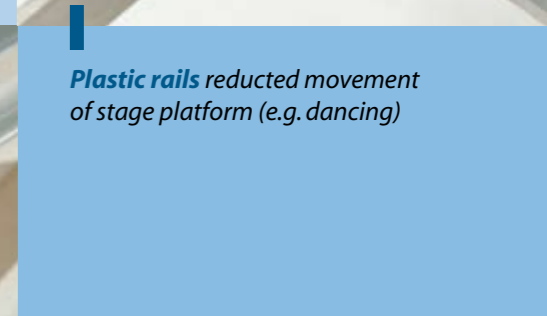 Plastic rails reducted movement
of stage platform (e.g. dancing)